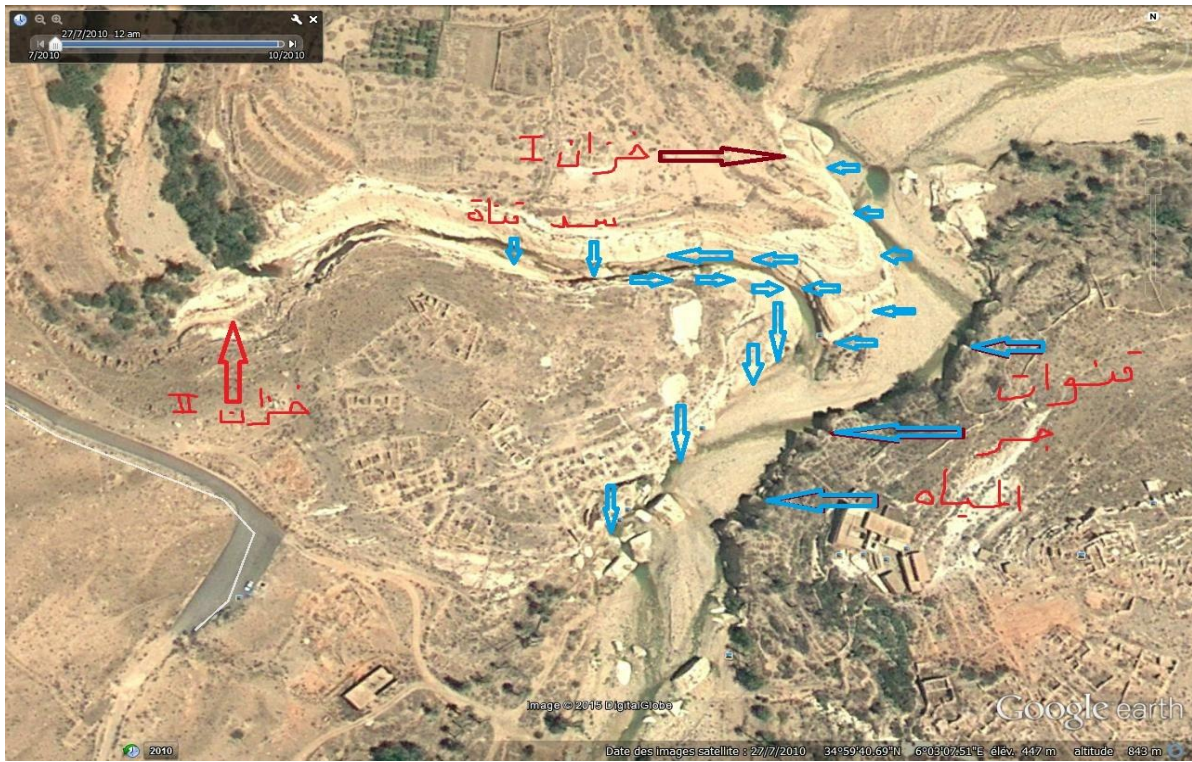 27/7/2010 12 am
7/2010
10/2010
N
خزان I
سد قناة
خزان II
قنوات
جر
المياه
Image © 2015 DigitalGlobe
Google earth
2010
Date des images satellite : 27/7/2010 34°59'40.69"N 6°03'07.51"E élév. 447 m altitude 843 m